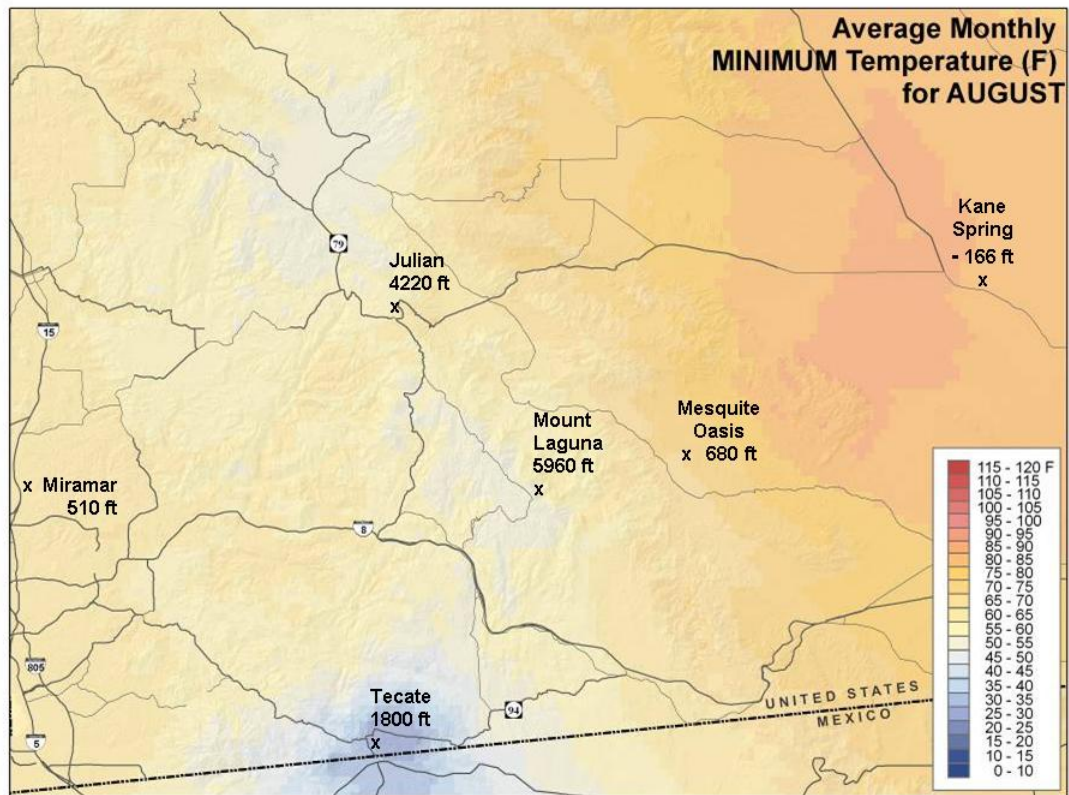 Average Monthly
MINIMUM Temperature (F)
for AUGUST
Kane
Spring
- 166 ft
x
79
Julian
4220 ft
x
15
Mount
Laguna
5960 ft
x
Mesquite
Oasis
x 680 ft
x Miramar
510 ft
8
115 - 120 F
110 - 115
105 - 110
100 - 105
95 - 100
90 - 95
85 - 90
80 - 85
75 - 80
70 - 75
65 - 70
60 - 65
55 - 60
50 - 55
45 - 50
40 - 45
35 - 40
30 - 35
25 - 30
20 - 25
15 - 20
10 - 15
0 - 10
805
Tecate
1800 ft
x
94
UNITED STATES
MEXICO
5